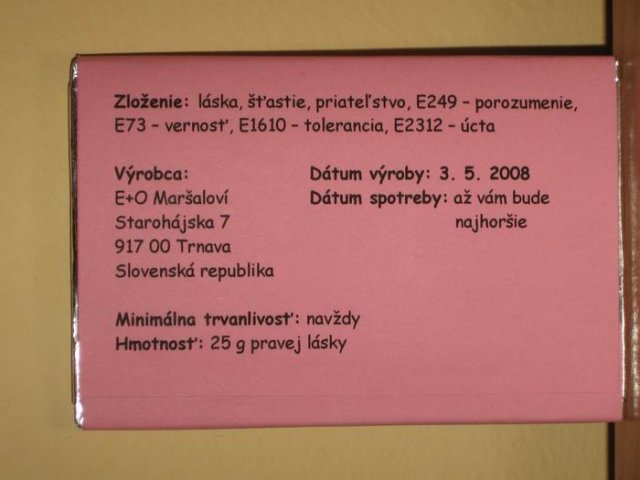 Zloženie: láska, šťastie, priateľstvo, E249 – porozumenie,
E73 – vernosť, E1610 – tolerancia, E2312 – úcta
Výrobca:
E+O Maršaloví
Starohájska 7
917 00 Trnava
Slovenská republika
Dátum výroby: 3. 5. 2008
Dátum spotreby: až vám bude
najhoršie
Minimálna trvanlivosť: navždy
Hmotnosť: 25 g pravej lásky